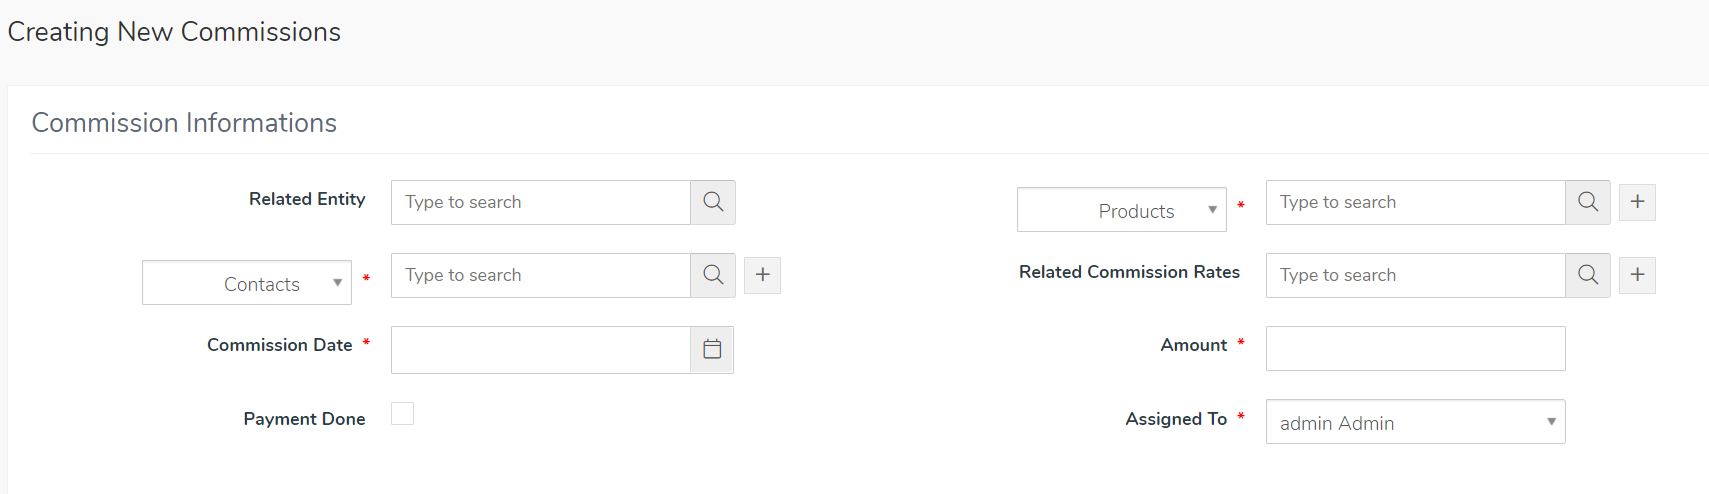 Creating New Commissions
Commission Informations
Related Entity Type to search Products * Type to search +
Contacts * Type to search + Related Commission Rates Type to search +
Commission Date * Amount *
Payment Done Assigned To * admin Admin